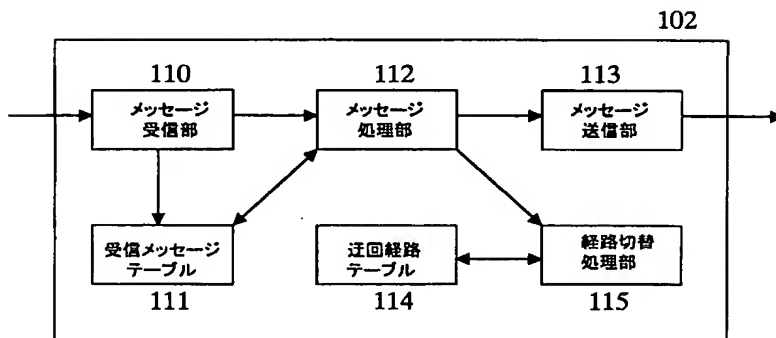 102
110
112
113
メッセージ
受信部
メッセージ
処理部
メッセージ
送信部
受信メッセージ
テーブル
迂回経路
テーブル
経路切替
処理部
111
114
115